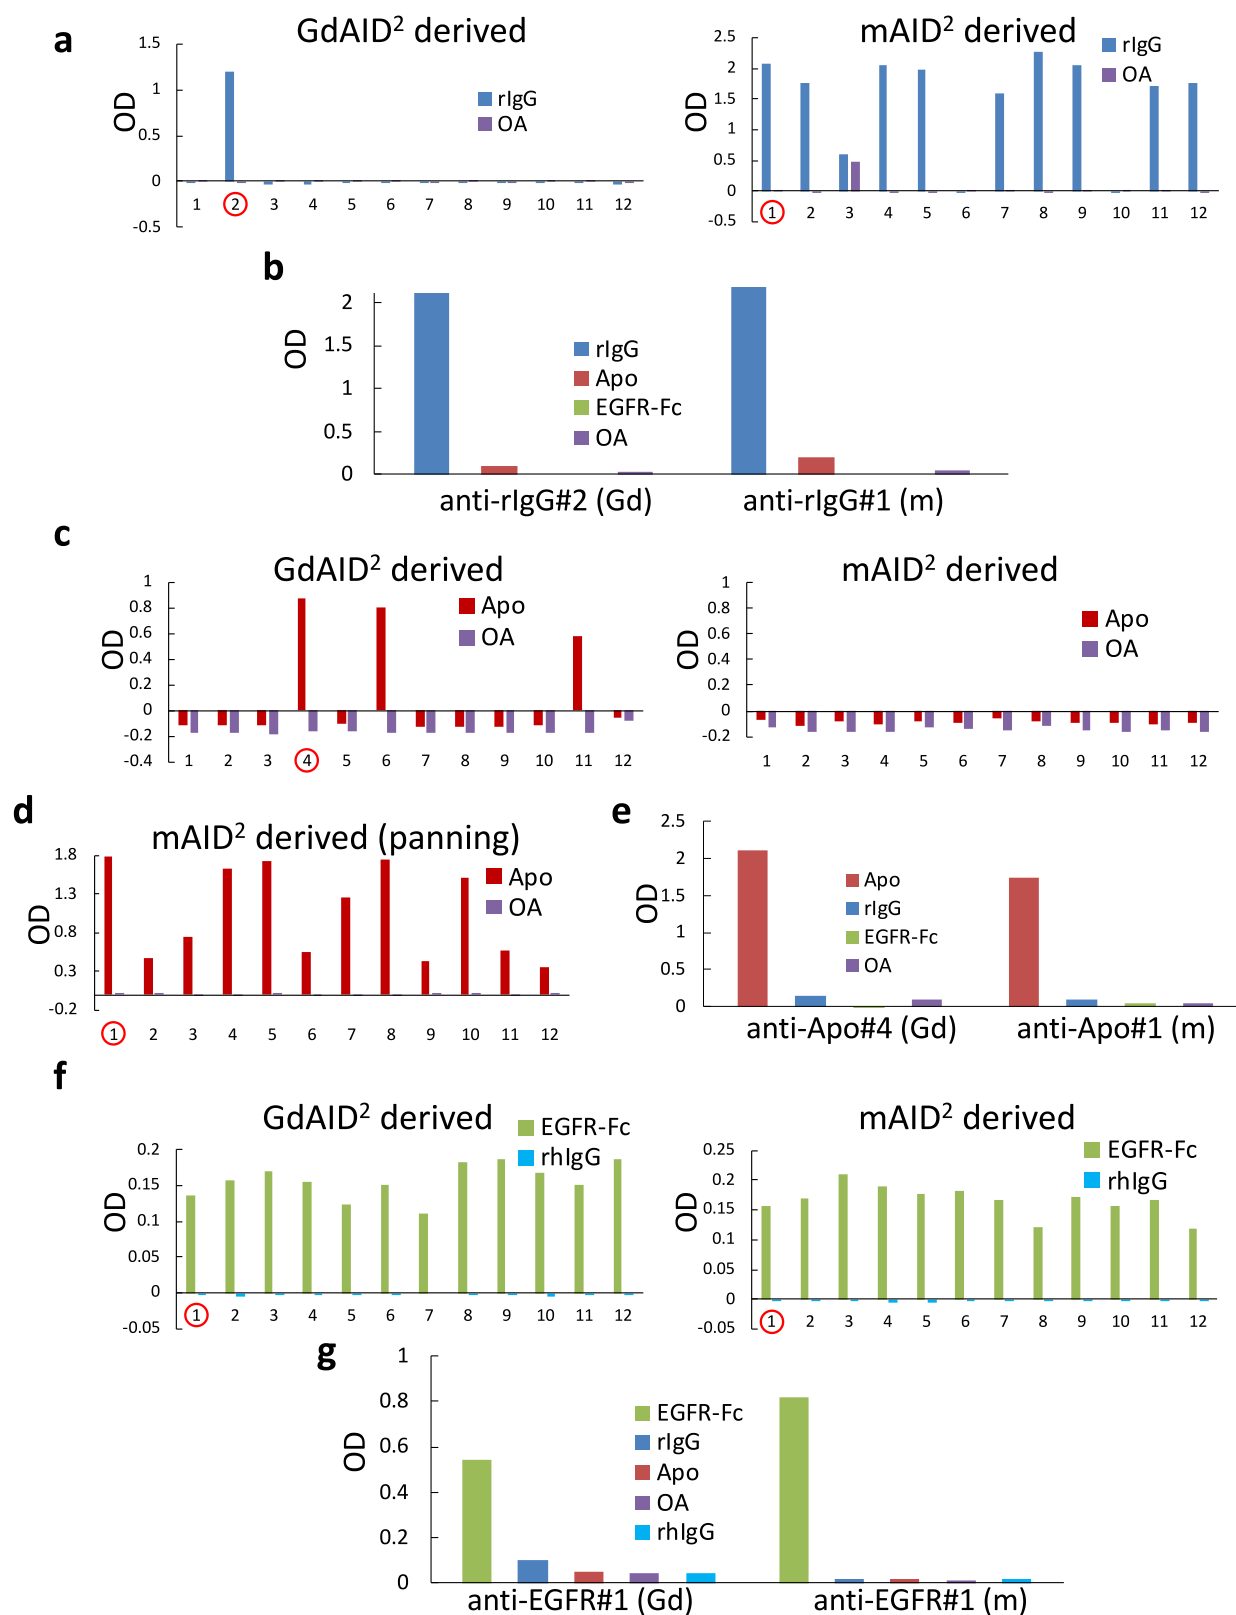 a
GdAID² derived
mAID² derived
1.5
1
0.5
0
-0.5
OD
rIgG
OA
1 2 3 4 5 6 7 8 9 10 11 12
2.5
2
1.5
1
0.5
0
-0.5
OD
rIgG
OA
1 2 3 4 5 6 7 8 9 10 11 12
b
2
1.5
1
0.5
0
OD
rIgG
Apo
EGFR-Fc
OA
anti-rIgG#2 (Gd) anti-rIgG#1 (m)
c
GdAID² derived
mAID² derived
1
0.8
0.6
0.4
0.2
0
-0.2
-0.4
OD
Apo
OA
1 2 3 4 5 6 7 8 9 10 11 12
1
0.8
0.6
0.4
0.2
0
-0.2
OD
Apo
OA
1 2 3 4 5 6 7 8 9 10 11 12
d
mAID² derived (panning)
1.8
1.3
0.8
0.3
-0.2
OD
Apo
OA
1 2 3 4 5 6 7 8 9 10 11 12
e
2.5
2
1.5
1
0.5
0
OD
Apo
rIgG
EGFR-Fc
OA
anti-Apo#4 (Gd) anti-Apo#1 (m)
f
GdAID² derived
mAID² derived
0.2
0.15
0.1
0.05
0
-0.05
OD
EGFR-Fc
rhIgG
1 2 3 4 5 6 7 8 9 10 11 12
0.25
0.2
0.15
0.1
0.05
0
-0.05
OD
EGFR-Fc
rhIgG
1 2 3 4 5 6 7 8 9 10 11 12
g
1
0.8
0.6
0.4
0.2
0
OD
EGFR-Fc
rIgG
Apo
OA
rhIgG
anti-EGFR#1 (Gd) anti-EGFR#1 (m)